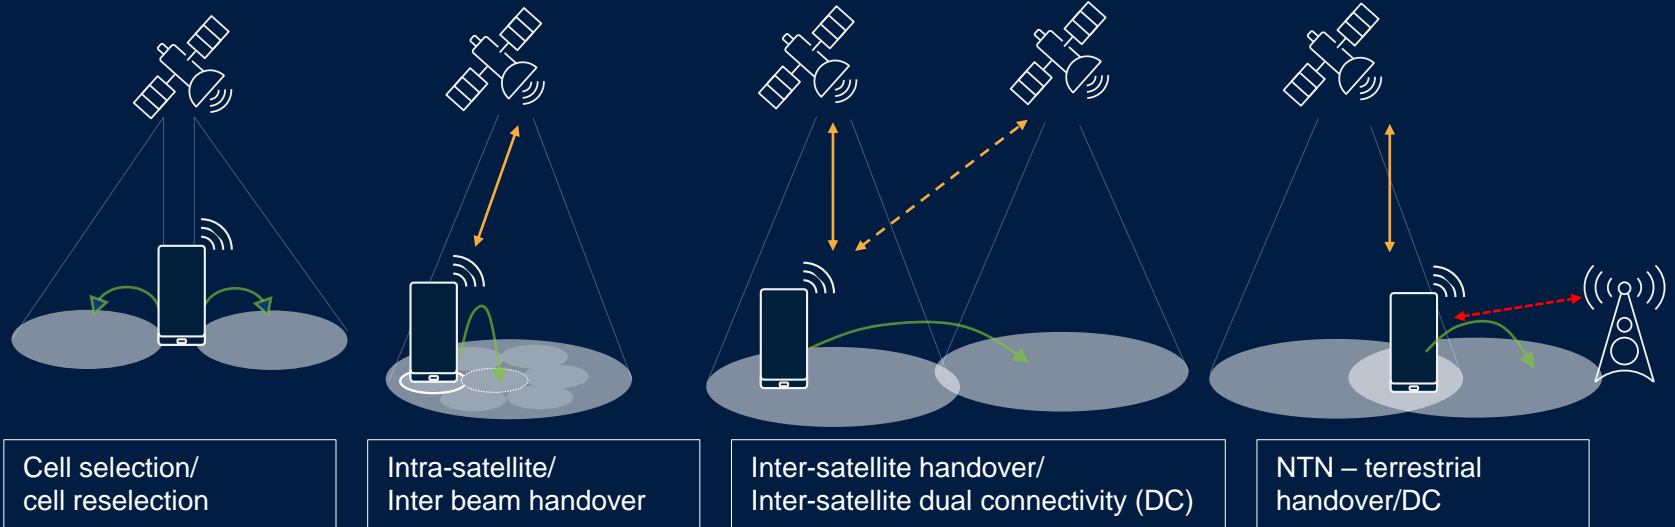 Cell selection/
cell reselection
Intra-satellite/
Inter beam handover
Inter-satellite handover/
Inter-satellite dual connectivity (DC)
NTN – terrestrial
handover/DC